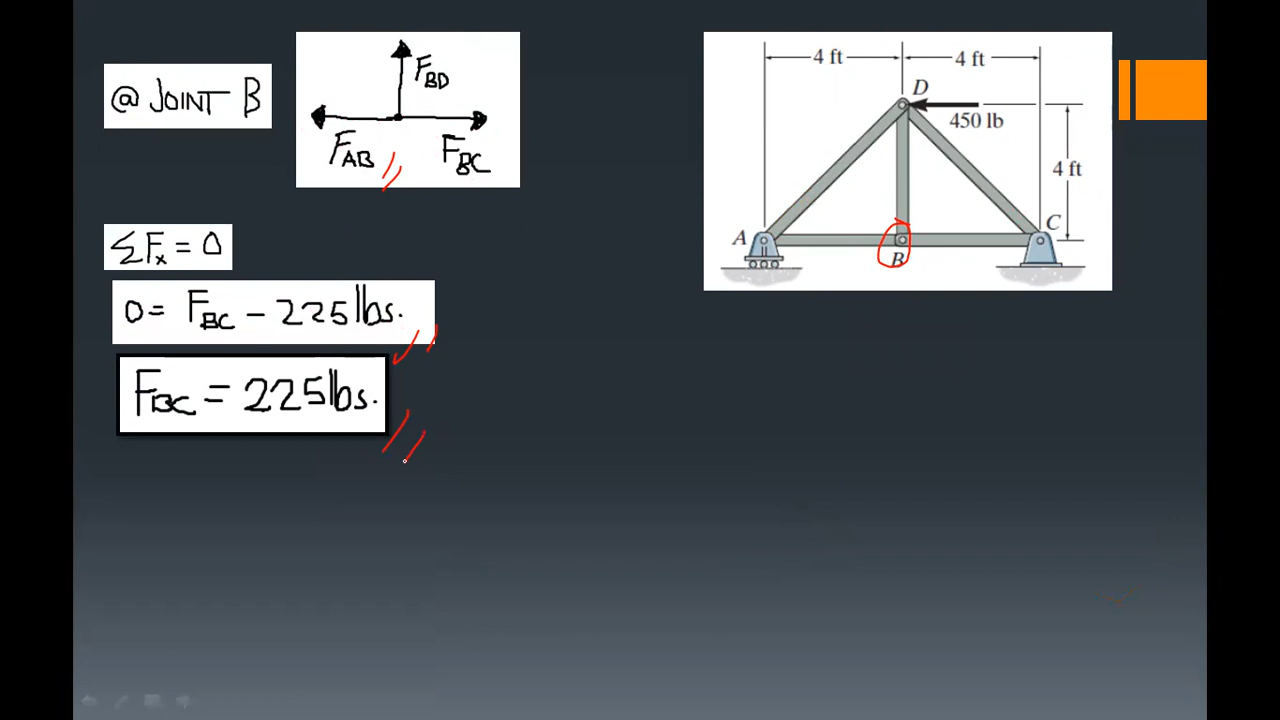 @ JOINT B
F_BD
F_AB
F_BC
ΣF_x = 0
0 = F_BC - 225 lbs.
F_BC = 225 lbs.
4 ft
4 ft
D
450 lb
4 ft
A
B
C